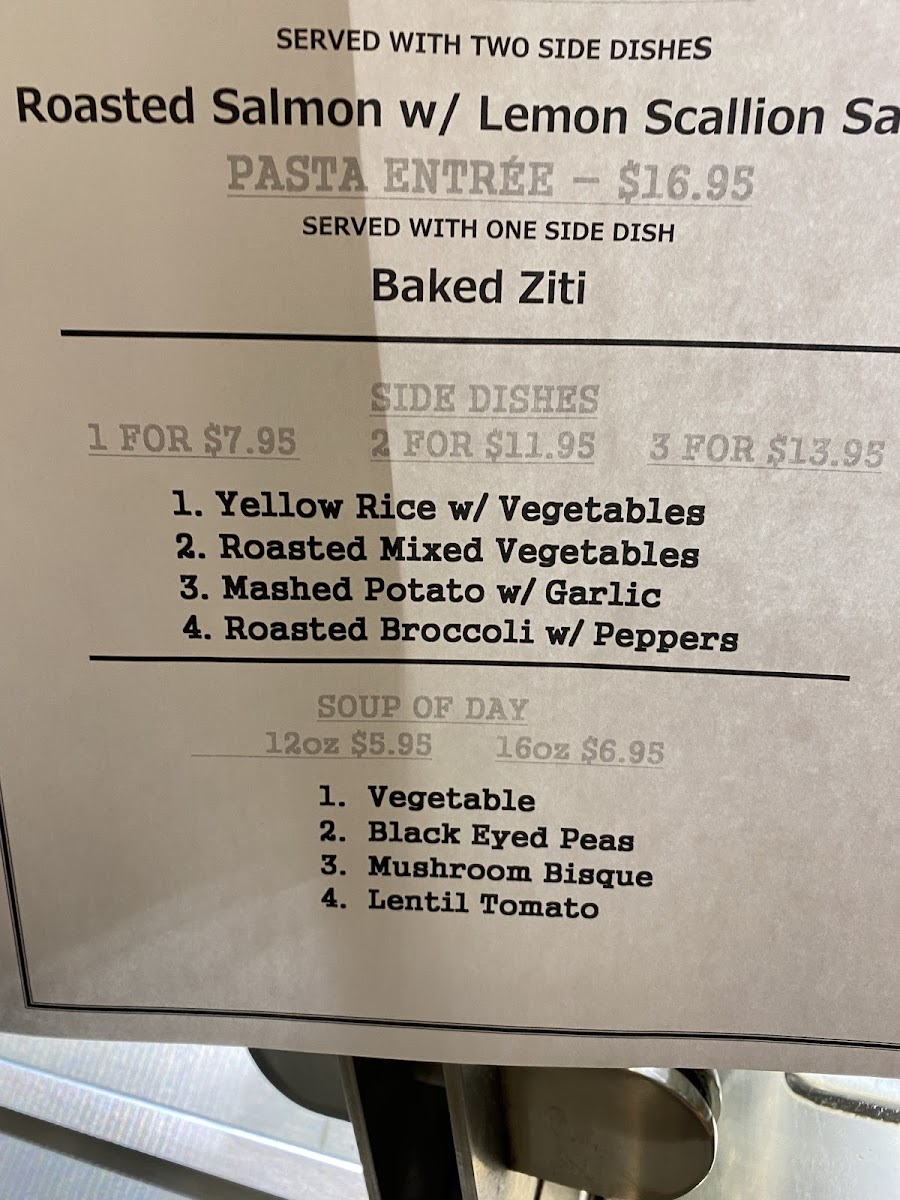 SERVED WITH TWO SIDE DISHES
Roasted Salmon w/ Lemon Scallion
PASTA ENTRÉE – $16.95
SERVED WITH ONE SIDE DISH
Baked Ziti
SIDE DISHES
1 FOR $7.95 2 FOR $11.95 3 FOR $13.95
1. Yellow Rice w/ Vegetables
2. Roasted Mixed Vegetables
3. Mashed Potato w/ Garlic
4. Roasted Broccoli w/ Peppers
SOUP OF DAY
12oz $5.95 16oz $6.95
1. Vegetable
2. Black Eyed Peas
3. Mushroom Bisque
4. Lentil Tomato